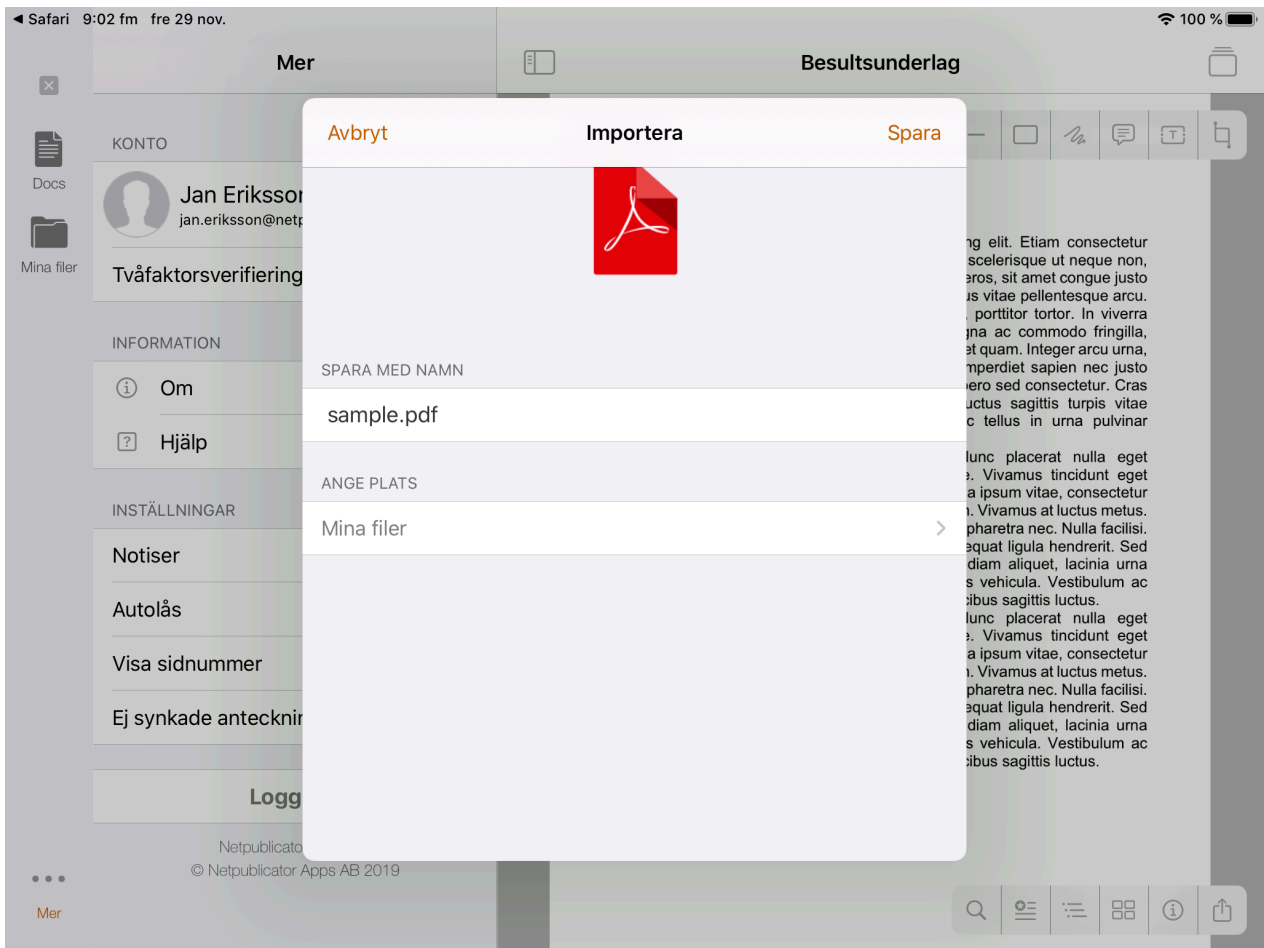 Safari 9:02 fm fre 29 nov. 100 %
Mer
Besultsunderlag
Docs
Mina filer
Mer
KONTO
Jan Eriksson
jan.eriksson@netp
Tvåfaktorsverifiering
INFORMATION
Om
Hjälp
INSTÄLLNINGAR
Notiser
Autolås
Visa sidnummer
Ej synkade antecknin
Logg
Netpublicato
© Netpublicator Apps AB 2019
Avbryt Importera Spara
SPARA MED NAMN
sample.pdf
ANGE PLATS
Mina filer
T
ng elit. Etiam consectetur
scelerisque ut neque non,
eros, sit amet congue justo
us vitae pellentesque arcu.
porttitor tortor. In viverra
gna ac commodo fringilla,
et quam. Integer arcu urna,
mperdiet sapien nec justo
ero sed consectetur. Cras
uctus sagittis turpis vitae
c tellus in urna pulvinar
unc placerat nulla eget
e. Vivamus tincidunt eget
a ipsum vitae, consectetur
n. Vivamus at luctus metus.
pharetra nec. Nulla facilisi.
equat ligula hendrerit. Sed
diam aliquet, lacinia urna
s vehicula. Vestibulum ac
cibus sagittis luctus.
unc placerat nulla eget
e. Vivamus tincidunt eget
a ipsum vitae, consectetur
n. Vivamus at luctus metus.
pharetra nec. Nulla facilisi.
equat ligula hendrerit. Sed
diam aliquet, lacinia urna
s vehicula. Vestibulum ac
cibus sagittis luctus.